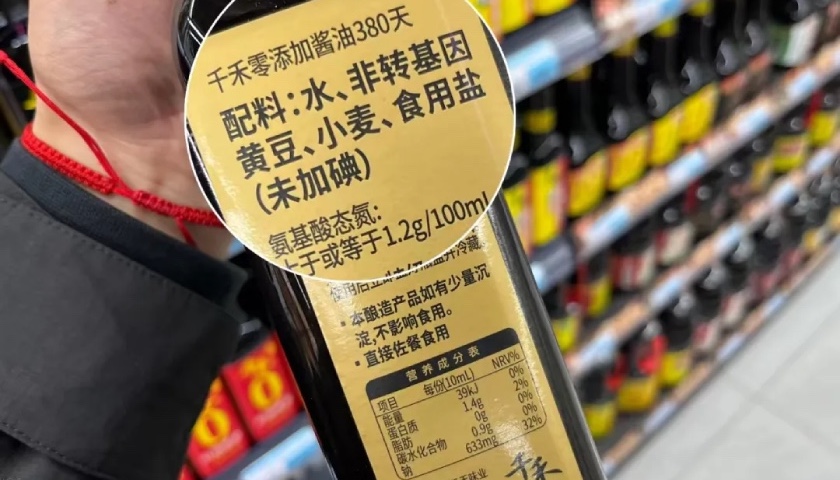 千禾零添加酱油380天
配料：水、非转基因
黄豆、小麦、食用盐
（未加碘）
氨基酸态氮：
大于或等于1.2g/100ml
• 本酿造产品如有少量沉
淀,不影响食用。
• 直接佐餐食用
营养成分表
项目 每份(10mL) NRV%
能量 39kJ 0%
蛋白质 1.4g 2%
脂肪 0g 0%
碳水化合物 0.9g 0%
钠 633mg 32%
千禾